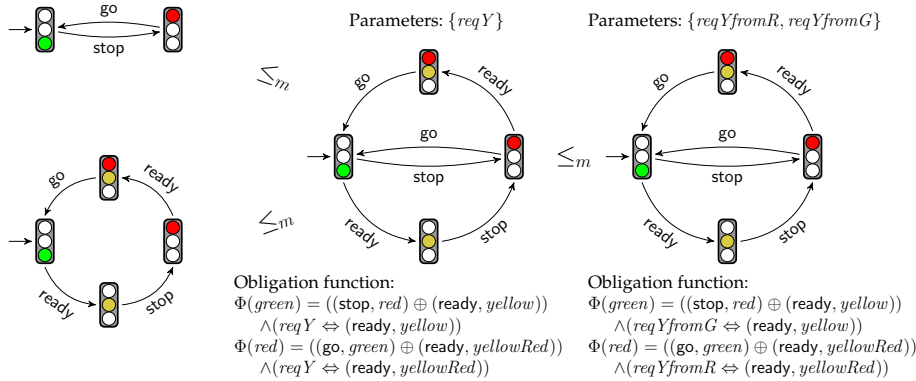 go
stop
Parameters: {reqY}
Parameters: {reqYfromR, reqYfromG}
≤m
go
ready
go
stop
ready
stop
≤m
go
ready
go
stop
ready
stop
go
ready
ready
stop
≤m
Obligation function:
Φ(green) = ((stop, red) ⊕ (ready, yellow))
∧(reqY ⇔ (ready, yellow))
Φ(red) = ((go, green) ⊕ (ready, yellowRed))
∧(reqY ⇔ (ready, yellowRed))
Obligation function:
Φ(green) = ((stop, red) ⊕ (ready, yellow))
∧(reqYfromG ⇔ (ready, yellow))
Φ(red) = ((go, green) ⊕ (ready, yellowRed))
∧(reqYfromR ⇔ (ready, yellowRed))